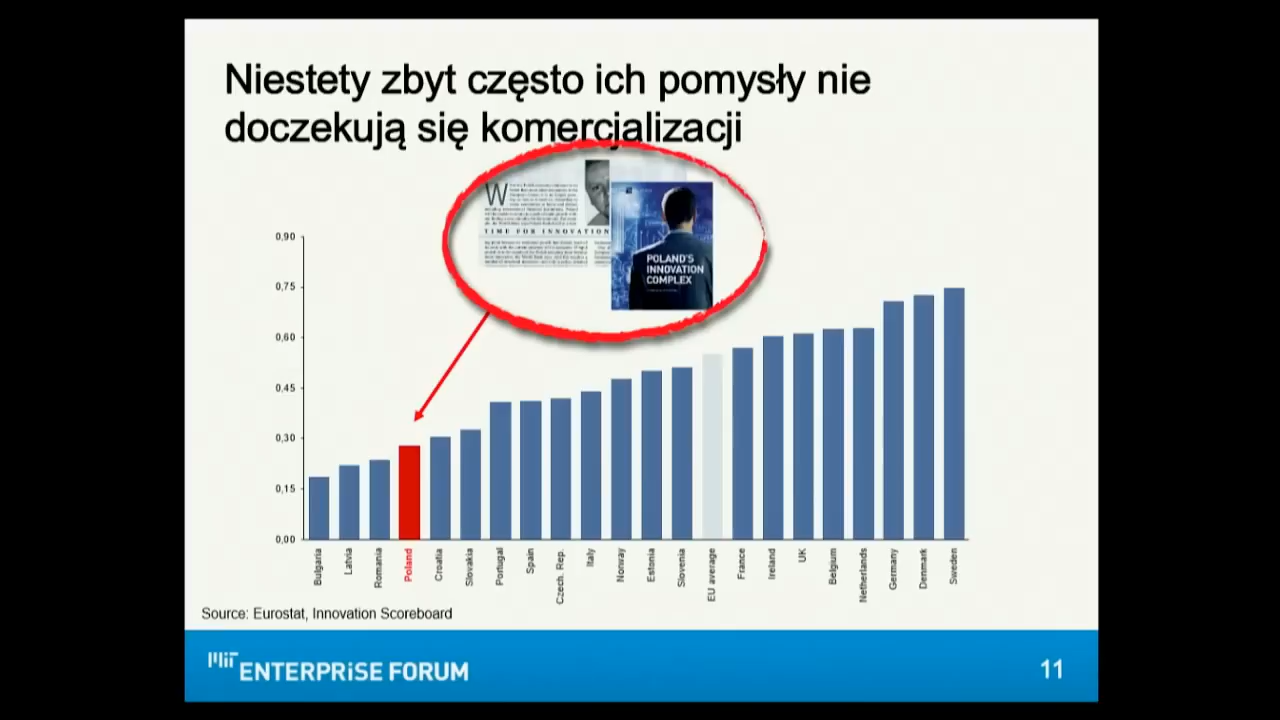 Niestety zbyt często ich pomysły nie
doczekują się komercjalizacji
W
TIME FOR INNOVATION
POLAND'S
INNOVATION
COMPLEX
0,90
0,75
0,60
0,45
0,30
0,15
0,00
Bulgaria
Latvia
Romania
Poland
Croatia
Slovakia
Portugal
Spain
Czech. Rep.
Italy
Norway
Estonia
Slovenia
EU average
France
Ireland
UK
Belgium
Netherlands
Germany
Denmark
Sweden
Source: Eurostat, Innovation Scoreboard
MIT
ENTERPRISE FORUM
11